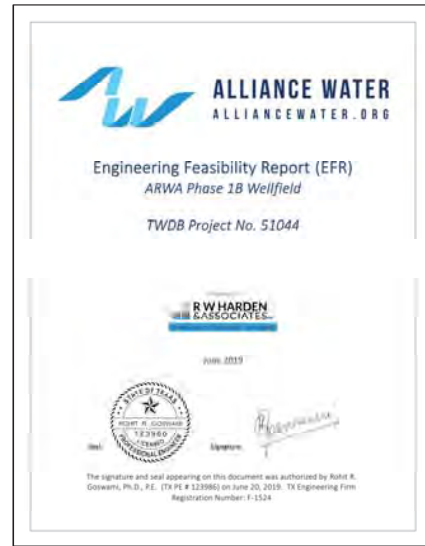 ALLIANCE WATER
ALLIANCEWATER.ORG
Engineering Feasibility Report (EFR)
ARWA Phase 1B Wellfield
TWDB Project No. 51044
R W HARDEN
& ASSOCIATES
June 2019
STATE OF TEXAS
ROHIT R. GOSWAMI
LICENSED
PROFESSIONAL ENGINEER
Seal:
Signature:
The signature and seal appearing on this document was authorized by Rohit R.
Goswami, Ph.D., P.E. (TX PE # 123986) on June 20, 2019. TX Engineering Firm
Registration Number: F-1524